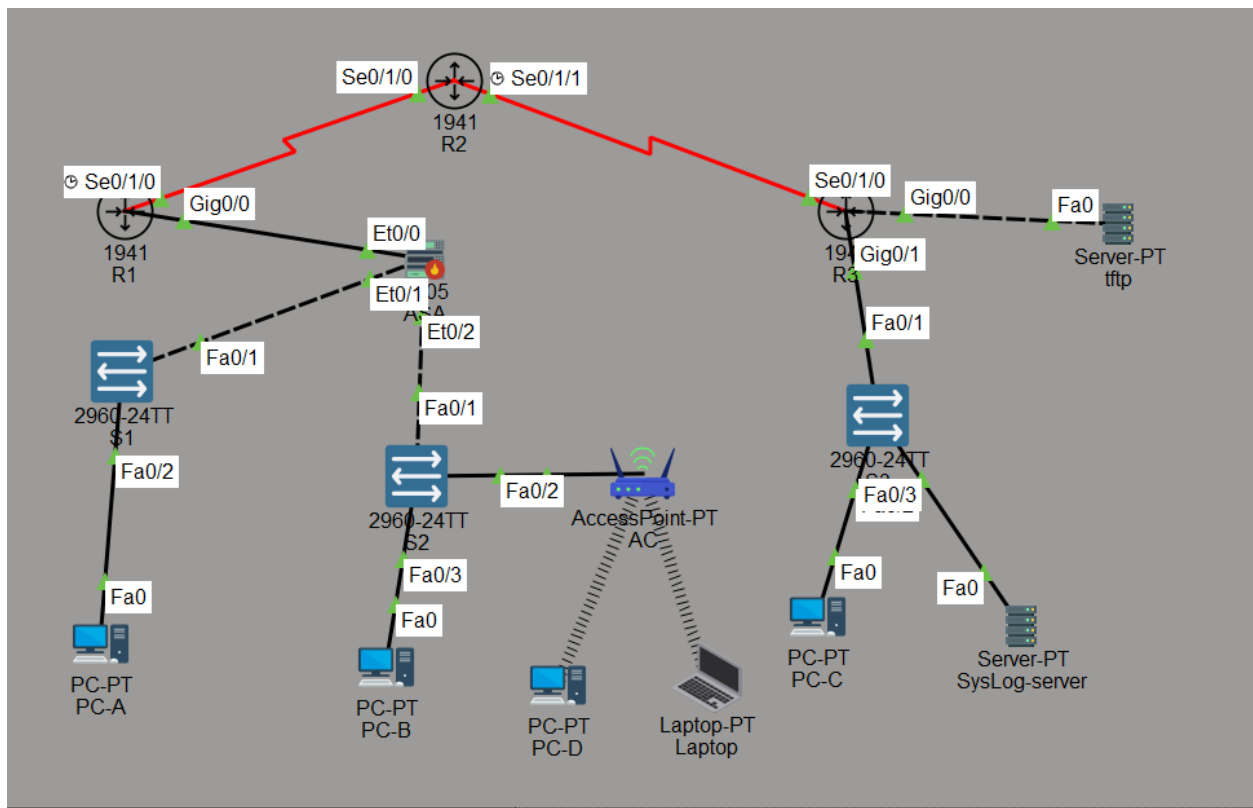 Se0/1/0
Se0/1/1
1941
R2
Se0/1/0
Gig0/0
1941
R1
Et0/0
Et0/1
Et0/2
Fa0/1
2960-24TT
S1
Fa0/2
Fa0
PC-PT
PC-A
Fa0/1
2960-24TT
S2
Fa0/2
Fa0/3
Fa0
PC-PT
PC-B
AccessPoint-PT
AC
PC-PT
PC-D
Laptop-PT
Laptop
Se0/1/0
Gig0/0
Fa0
Server-PT
tftp
R3
Gig0/1
Fa0/1
2960-24TT
Fa0/3
Fa0
PC-PT
PC-C
Fa0
Server-PT
SysLog-server